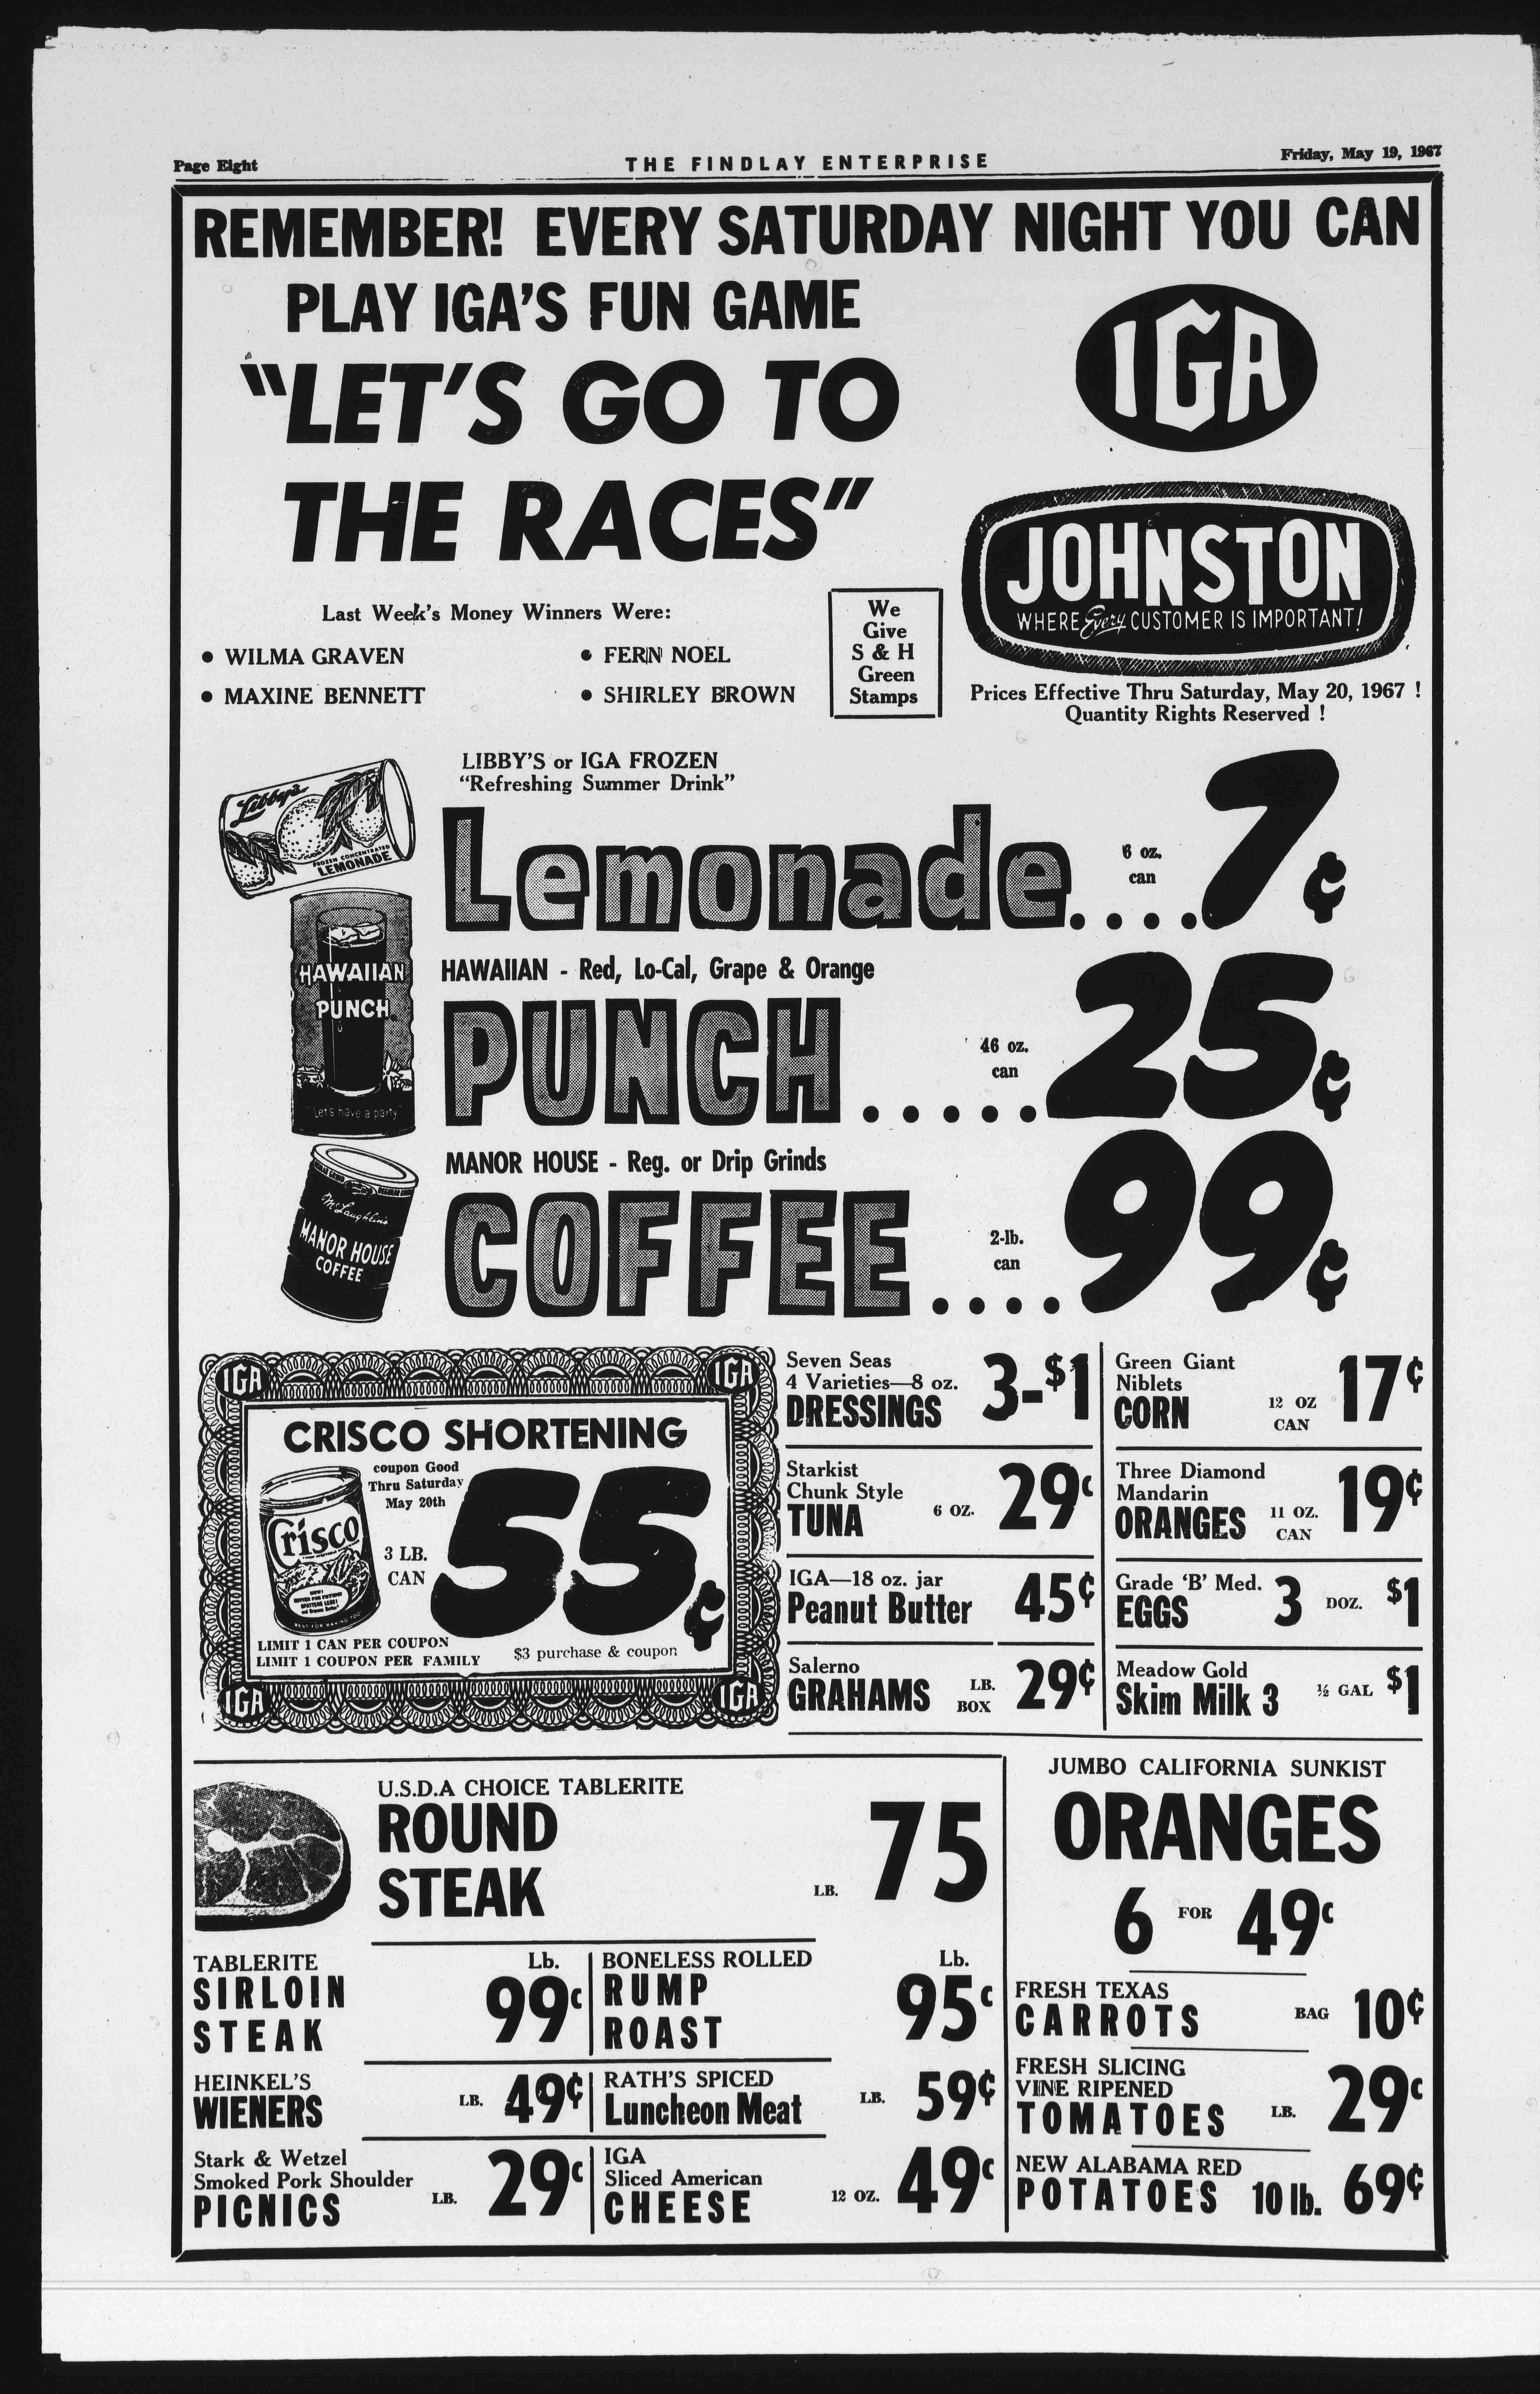 Page Eight
THE FINDLAY ENTERPRISE
Friday, May 19, 1967
REMEMBER! EVERY SATURDAY NIGHT YOU CAN
PLAY IGA'S FUN GAME
"LET'S GO TO
THE RACES"
IGA
JOHNSTON
WHERE Every CUSTOMER IS IMPORTANT!
Last Week's Money Winners Were:
• WILMA GRAVEN
• FERN NOEL
• MAXINE BENNETT
• SHIRLEY BROWN
We
Give
S & H
Green
Stamps
Prices Effective Thru Saturday, May 20, 1967 !
Quantity Rights Reserved !
Libby's
FROZEN CONCENTRATED
LEMONADE
LIBBY'S or IGA FROZEN
"Refreshing Summer Drink"
Lemonade....
6 oz.
can
7¢
HAWAIIAN
PUNCH
"Let's have a party"
HAWAIIAN - Red, Lo-Cal, Grape & Orange
PUNCH.....
46 oz.
can
25¢
McLaughlin's
MANOR HOUSE
COFFEE
MANOR HOUSE - Reg. or Drip Grinds
COFFEE....
2-lb.
can
99¢
IGA
IGA
CRISCO SHORTENING
coupon Good
Thru Saturday
May 20th
Crisco
3 LB.
CAN
55¢
LIMIT 1 CAN PER COUPON
LIMIT 1 COUPON PER FAMILY
$3 purchase & coupon
IGA
IGA
Seven Seas
4 Varieties—8 oz.
DRESSINGS
3-$1
Starkist
Chunk Style
TUNA
6 OZ.
29¢
IGA—18 oz. jar
Peanut Butter
45¢
Salerno
GRAHAMS
LB.
BOX
29¢
Green Giant
Niblets
CORN
12 OZ
CAN
17¢
Three Diamond
Mandarin
ORANGES
11 OZ.
CAN
19¢
Grade 'B' Med.
EGGS
3 DOZ. $1
Meadow Gold
Skim Milk 3 ½ GAL $1
U.S.D.A CHOICE TABLERITE
ROUND
STEAK
LB. 75
TABLERITE
SIRLOIN
STEAK
Lb.
99¢
BONELESS ROLLED
RUMP
ROAST
Lb.
95¢
HEINKEL'S
WIENERS
LB. 49¢
RATH'S SPICED
Luncheon Meat
LB. 59¢
Stark & Wetzel
Smoked Pork Shoulder
PICNICS
LB. 29¢
IGA
Sliced American
CHEESE
12 OZ. 49¢
JUMBO CALIFORNIA SUNKIST
ORANGES
6 FOR 49¢
FRESH TEXAS
CARROTS
BAG 10¢
FRESH SLICING
VINE RIPENED
TOMATOES
LB. 29¢
NEW ALABAMA RED
POTATOES 10 lb. 69¢